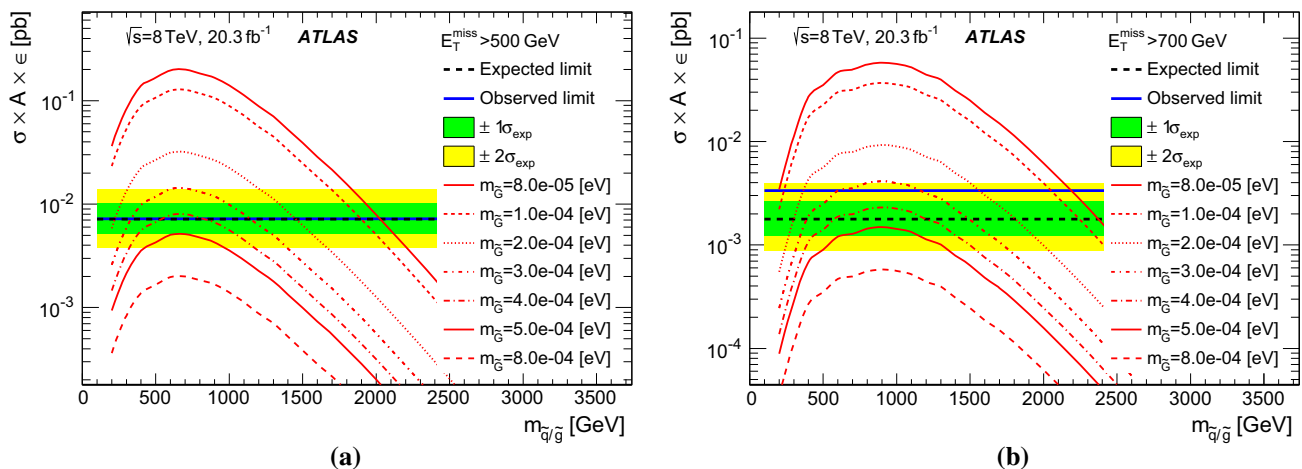 σ × A × ϵ [pb]
10⁻¹
10⁻²
10⁻³
√s=8 TeV, 20.3 fb⁻¹ ATLAS
E_T^miss >500 GeV
Expected limit
Observed limit
± 1σ_exp
± 2σ_exp
m_G̃=8.0e-05 [eV]
m_G̃=1.0e-04 [eV]
m_G̃=2.0e-04 [eV]
m_G̃=3.0e-04 [eV]
m_G̃=4.0e-04 [eV]
m_G̃=5.0e-04 [eV]
m_G̃=8.0e-04 [eV]
0 500 1000 1500 2000 2500 3000 3500
m_q̃/g̃ [GeV]
(a)
σ × A × ϵ [pb]
10⁻¹
10⁻²
10⁻³
10⁻⁴
√s=8 TeV, 20.3 fb⁻¹ ATLAS
E_T^miss >700 GeV
Expected limit
Observed limit
± 1σ_exp
± 2σ_exp
m_G̃=8.0e-05 [eV]
m_G̃=1.0e-04 [eV]
m_G̃=2.0e-04 [eV]
m_G̃=3.0e-04 [eV]
m_G̃=4.0e-04 [eV]
m_G̃=5.0e-04 [eV]
m_G̃=8.0e-04 [eV]
0 500 1000 1500 2000 2500 3000 3500
m_q̃/g̃ [GeV]
(b)